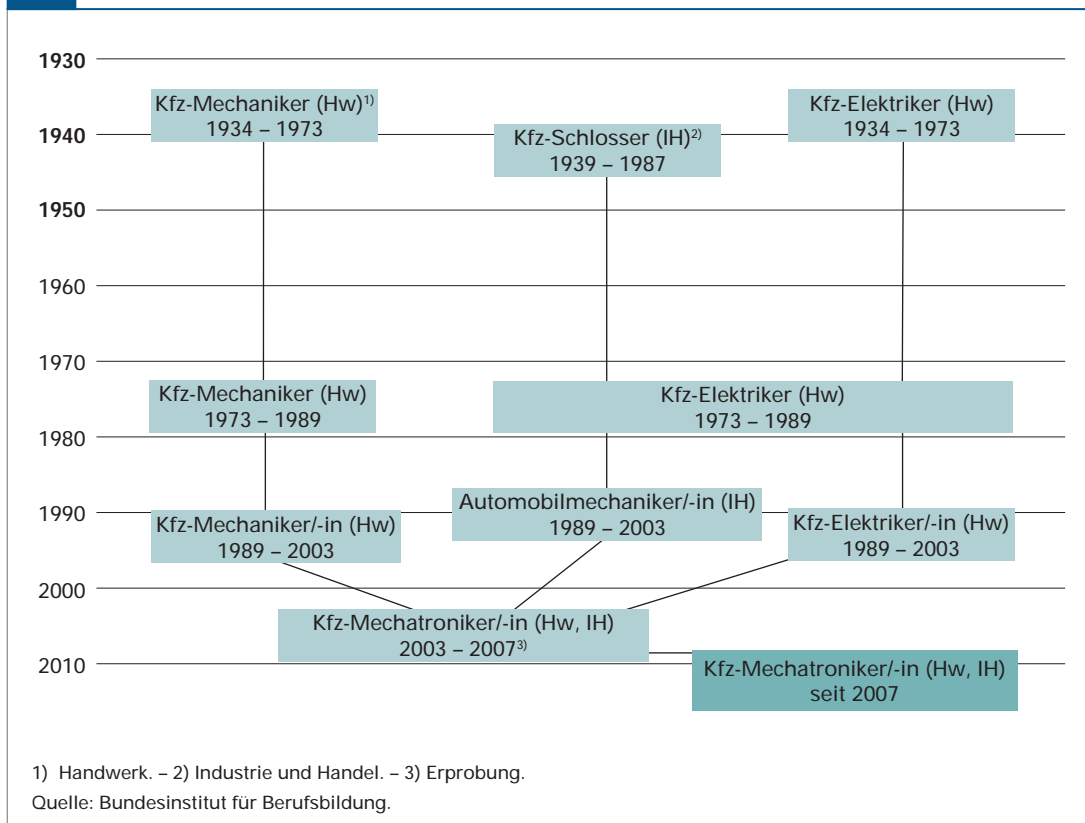 1930
Kfz-Mechaniker (Hw)1)
1934 – 1973
Kfz-Elektriker (Hw)
1934 – 1973
1940
Kfz-Schlosser (IH)2)
1939 – 1987
1950
1960
1970
Kfz-Mechaniker (Hw)
1973 – 1989
Kfz-Elektriker (Hw)
1973 – 1989
1980
Automobilmechaniker/-in (IH)
1989 – 2003
1990
Kfz-Mechaniker/-in (Hw)
1989 – 2003
Kfz-Elektriker/-in (Hw)
1989 – 2003
2000
Kfz-Mechatroniker/-in (Hw, IH)
2003 – 20073)
2010
Kfz-Mechatroniker/-in (Hw, IH)
seit 2007
1) Handwerk. – 2) Industrie und Handel. – 3) Erprobung.
Quelle: Bundesinstitut für Berufsbildung.